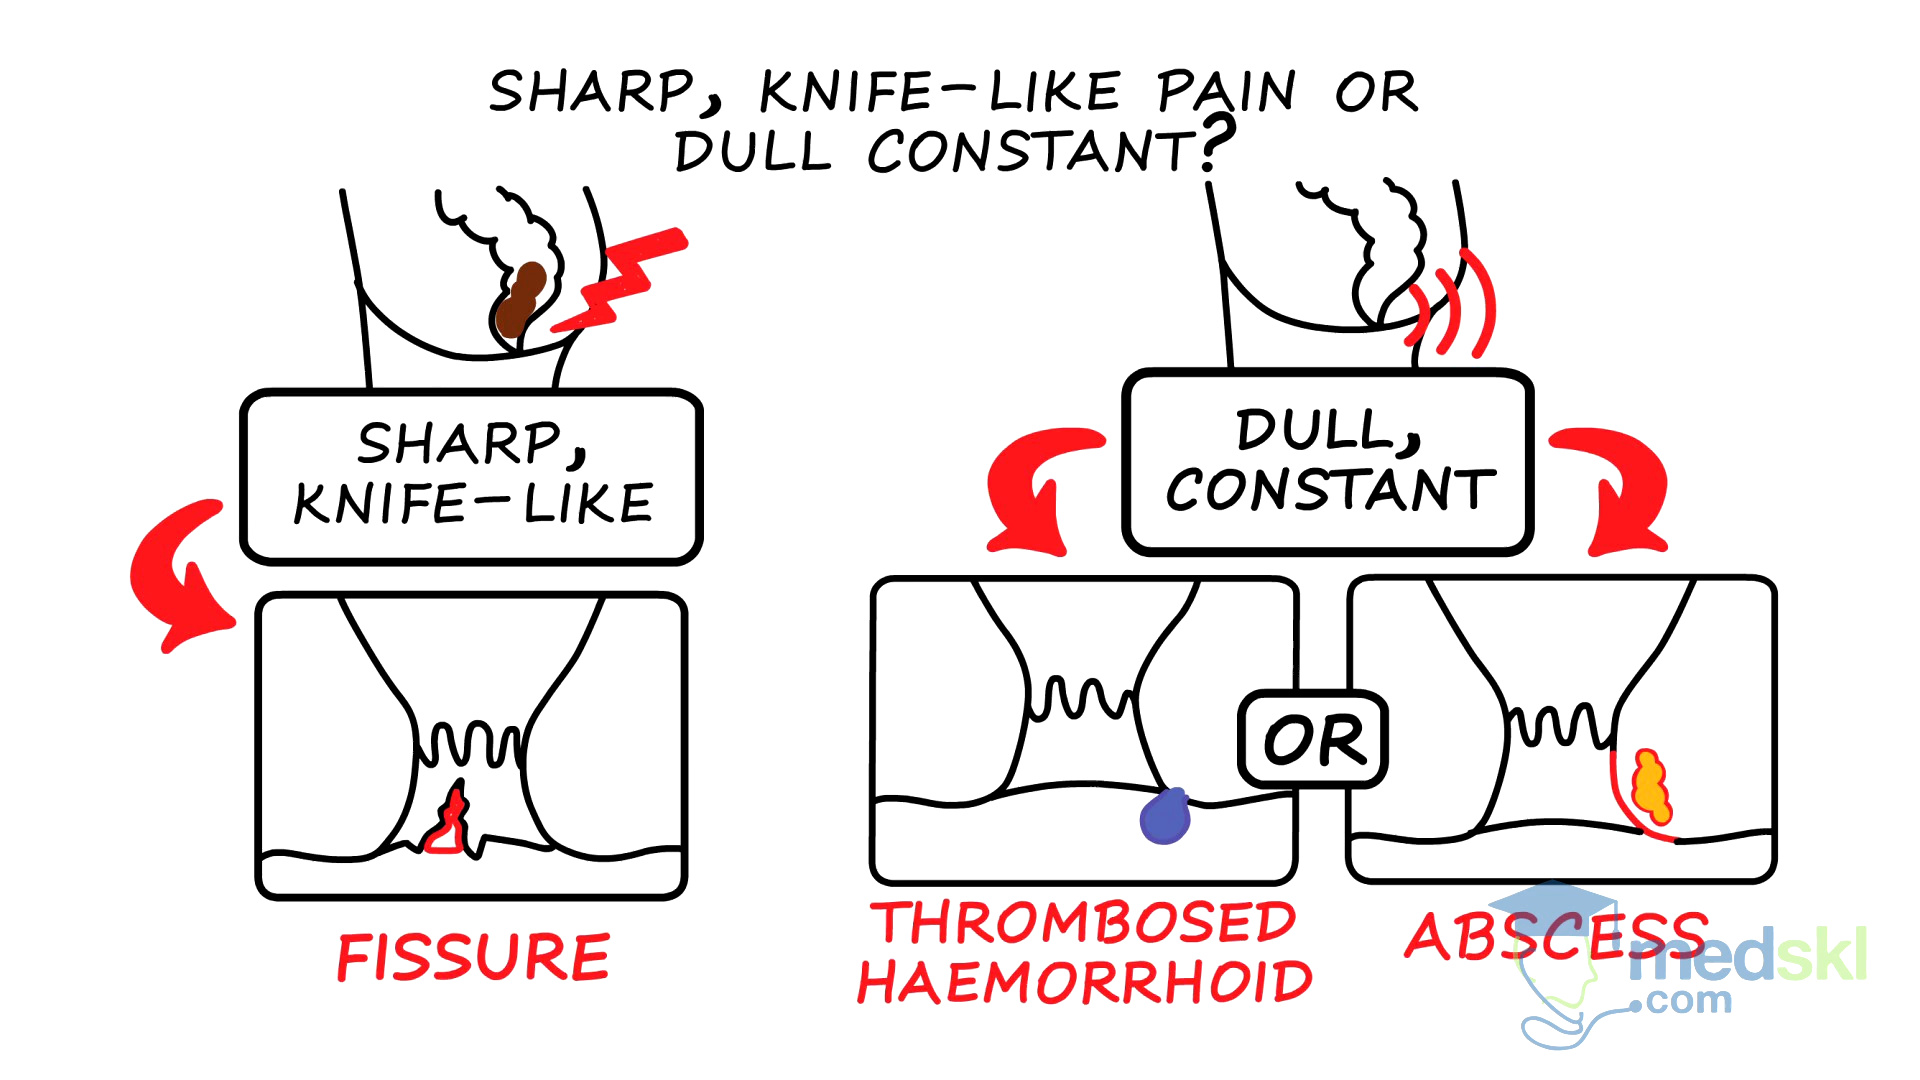 SHARP, KNIFE-LIKE PAIN OR
DULL CONSTANT?
SHARP,
KNIFE-LIKE
DULL,
CONSTANT
OR
FISSURE
THROMBOSED
HAEMORRHOID
ABSCESS
medskl
.com